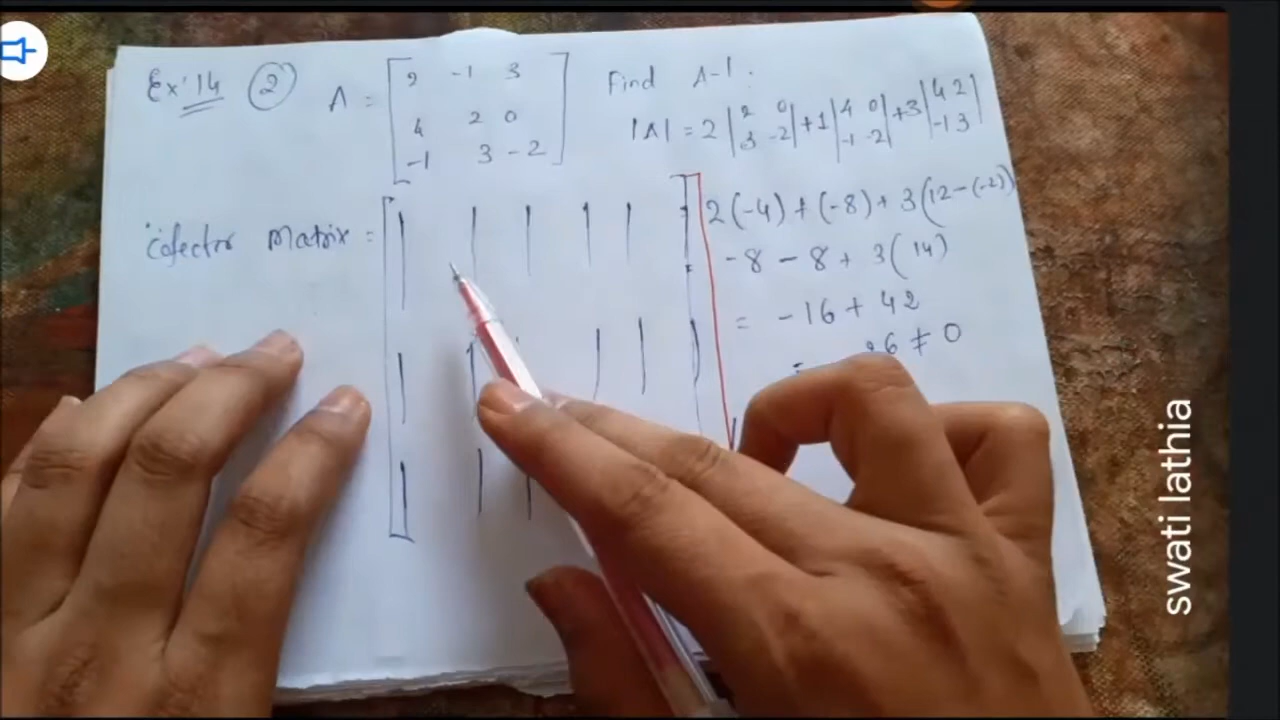 Ex: 14 (2) A = [ 2 -1 3 Find A-1.
4 2 0
-1 3 -2 ]
|A| = 2 |2 0 3 -2| + 1 |4 0 -1 -2| + 3 |4 2 -1 3|
2(-4) + (-8) + 3(12-(-2))
Cofector Matrix =
-8 - 8 + 3(14)
= -16 + 42
≠ 0
swati lathia